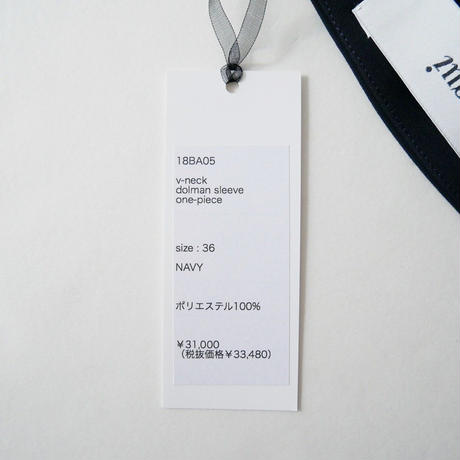 18BA05
v-neck
dolman sleeve
one-piece
size : 36
NAVY
ポリエステル100%
￥31,000
（税抜価格￥33,480）